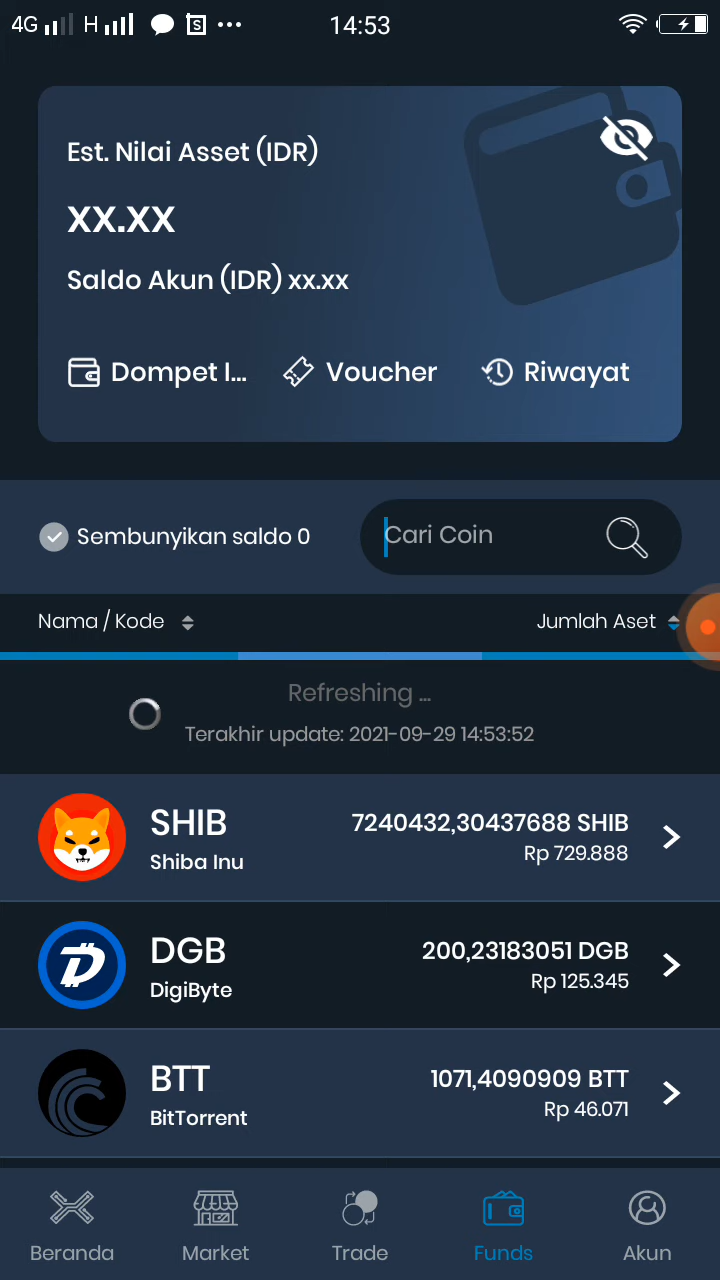 4G H S 14:53
Est. Nilai Asset (IDR)
XX.XX
Saldo Akun (IDR) xx.xx
Dompet I... Voucher Riwayat
Sembunyikan saldo 0 Cari Coin
Nama / Kode Jumlah Aset
Refreshing ...
Terakhir update: 2021-09-29 14:53:52
SHIB 7240432,30437688 SHIB
Shiba Inu Rp 729.888
DGB 200,23183051 DGB
DigiByte Rp 125.345
BTT 1071,4090909 BTT
BitTorrent Rp 46.071
Beranda Market Trade Funds Akun